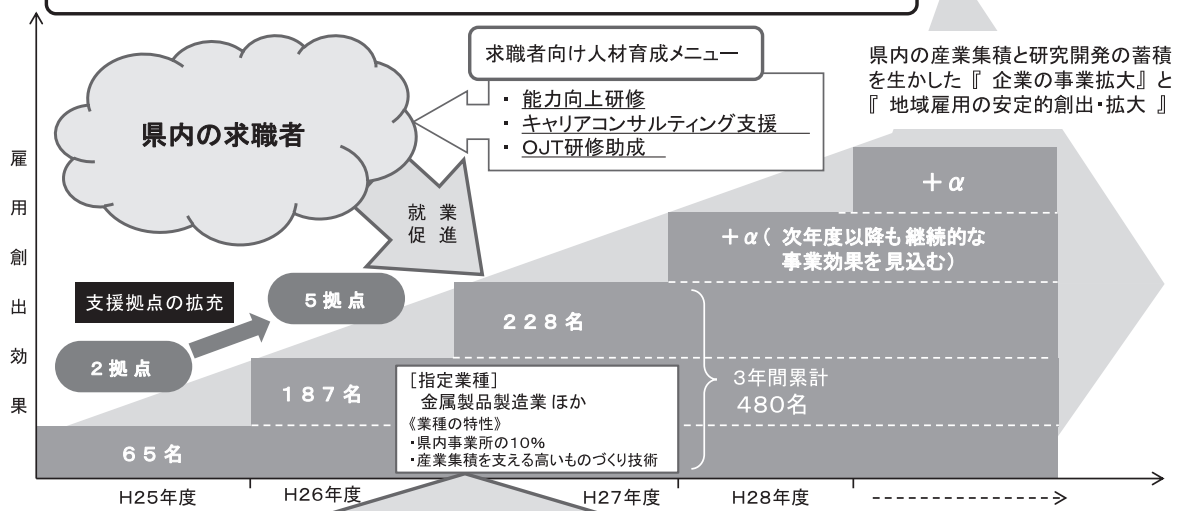 求職者向け人材育成メニュー
・ 能力向上研修
・ キャリアコンサルティング支援
・ OJT研修助成
県内の産業集積と研究開発の蓄積
を生かした『 企業の事業拡大』と
『 地域雇用の安定的創出・拡大 』
県内の求職者
雇用創出効果
就 業
促 進
+α
+α( 次年度以降も継続的な
事業効果を見込む)
支援拠点の拡充
5拠点
2拠点
228名
187名
65名
[指定業種]
金属製品製造業 ほか
《業種の特性》
・県内事業所の10%
・産業集積を支える高いものづくり技術
3年間累計
480名
H25年度
H26年度
H27年度
H28年度